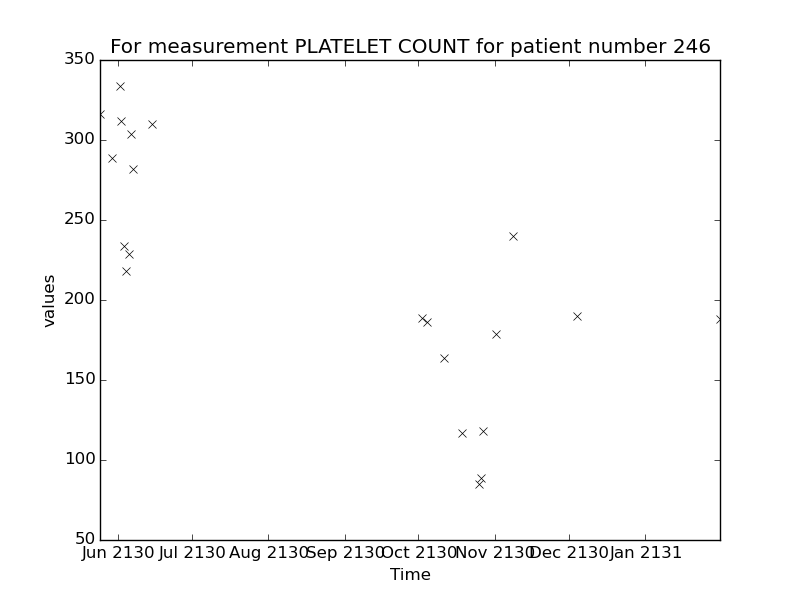 For measurement PLATELET COUNT for patient number 246
350
300
250
200
150
100
50
values
Jun 2130 Jul 2130 Aug 2130 Sep 2130 Oct 2130 Nov 2130 Dec 2130 Jan 2131
Time